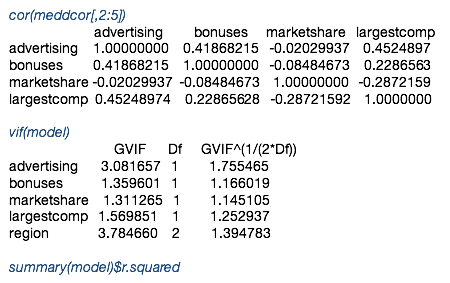 cor(meddcor[,2:5])
advertising bonuses marketshare largestcomp
advertising 1.00000000 0.41868215 -0.02029937 0.4524897
bonuses 0.41868215 1.00000000 -0.08484673 0.2286563
marketshare -0.02029937 -0.08484673 1.00000000 -0.2872159
largestcomp 0.45248974 0.22865628 -0.28721592 1.0000000
vif(model)
GVIF Df GVIF^(1/(2*Df))
advertising 3.081657 1 1.755465
bonuses 1.359601 1 1.166019
marketshare 1.311265 1 1.145105
largestcomp 1.569851 1 1.252937
region 3.784660 2 1.394783
summary(model)$r.squared